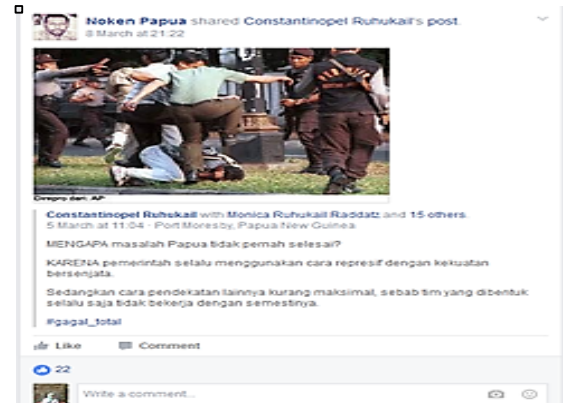 Noken Papua shared Constantinopel Ruhukail's post.
8 March at 21:22
Direpro dari: AP
Constantinopel Ruhukail with Monica Ruhukail Raddatz and 15 others.
5 March at 11:04 · Port Moresby, Papua New Guinea
MENGAPA masalah Papua tidak pernah selesai?
KARENA pemerintah selalu menggunakan cara represif dengan kekuatan
bersenjata.
Sedangkan cara pendekatan lainnya kurang maksimal, sebab tim yang dibentuk
selalu saja tidak bekerja dengan semestinya.
#gagal_total
Like Comment
22
Write a comment...